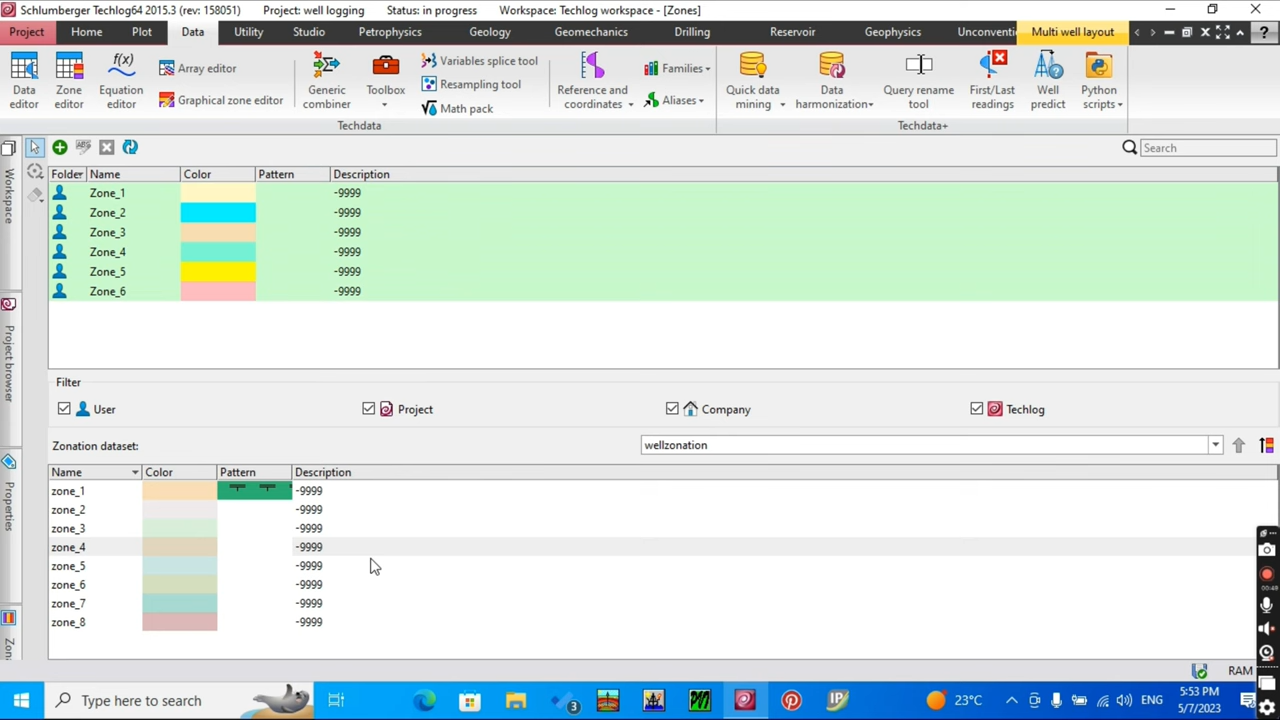 Schlumberger Techlog64 2015.3 (rev: 158051) Project: well logging Status: in progress Workspace: Techlog workspace - [Zones]
Project Home Plot Data Utility Studio Petrophysics Geology Geomechanics Drilling Reservoir Geophysics Unconventi Multi well layout ?
Data editor
Zone editor
f(x) Equation editor
Array editor
Graphical zone editor
Generic combiner
Toolbox
Variables splice tool
Resampling tool
Math pack
Reference and coordinates
Families
Aliases
Quick data mining
Data harmonization
Query rename tool
First/Last readings
Well predict
Python scripts
Techdata Techdata+
ABC Search
Folder Name Color Pattern Description
Zone_1 -9999
Zone_2 -9999
Zone_3 -9999
Zone_4 -9999
Zone_5 -9999
Zone_6 -9999
Workspace
Project browser
Properties
Zo
Filter
User Project Company Techlog
Zonation dataset: wellzonation
Name Color Pattern Description
zone_1 -9999
zone_2 -9999
zone_3 -9999
zone_4 -9999
zone_5 -9999
zone_6 -9999
zone_7 -9999
zone_8 -9999
00:48
RAM
Type here to search 3 IP 23°C ENG 5:53 PM
5/7/2023